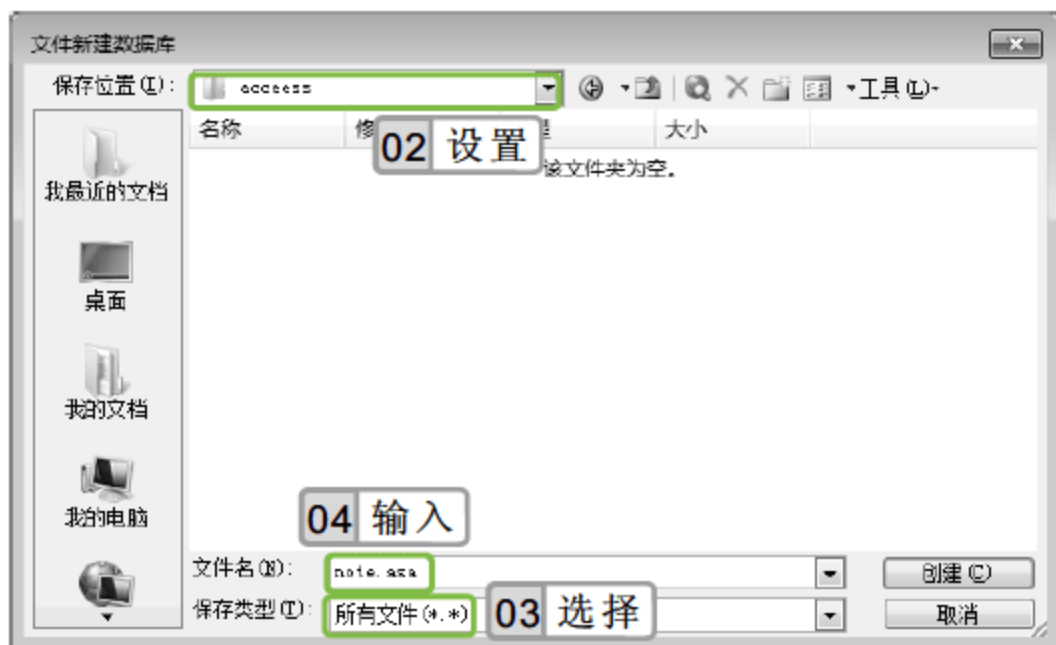 文件新建数据库
保存位置(I):
access
工具(L)
名称
大小
02 设置
该文件夹为空。
我最近的文档
桌面
我的文档
我的电脑
04 输入
文件名(N):
note.asa
创建(C)
保存类型(T):
所有文件(*.*)
03 选择
取消